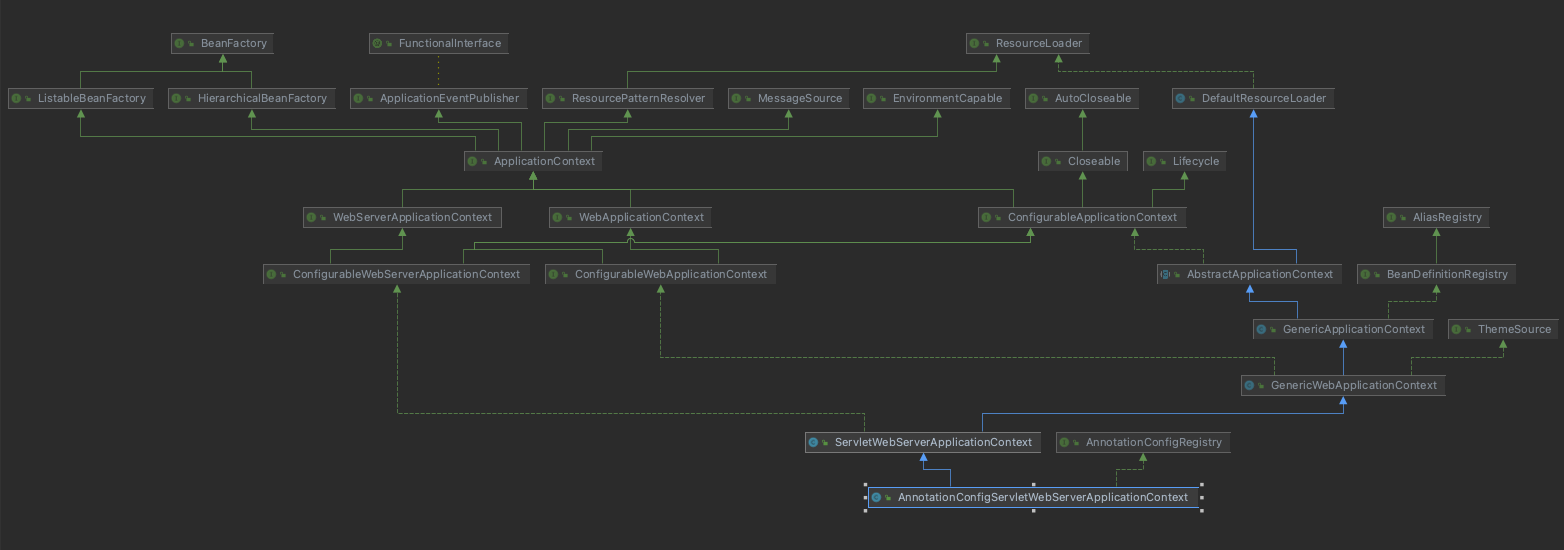 BeanFactory
FunctionalInterface
ResourceLoader
ListableBeanFactory
HierarchicalBeanFactory
ApplicationEventPublisher
ResourcePatternResolver
MessageSource
EnvironmentCapable
AutoCloseable
DefaultResourceLoader
ApplicationContext
Closeable
Lifecycle
WebServerApplicationContext
WebApplicationContext
ConfigurableApplicationContext
AliasRegistry
ConfigurableWebServerApplicationContext
ConfigurableWebApplicationContext
AbstractApplicationContext
BeanDefinitionRegistry
GenericApplicationContext
ThemeSource
GenericWebApplicationContext
ServletWebServerApplicationContext
AnnotationConfigRegistry
AnnotationConfigServletWebServerApplicationContext